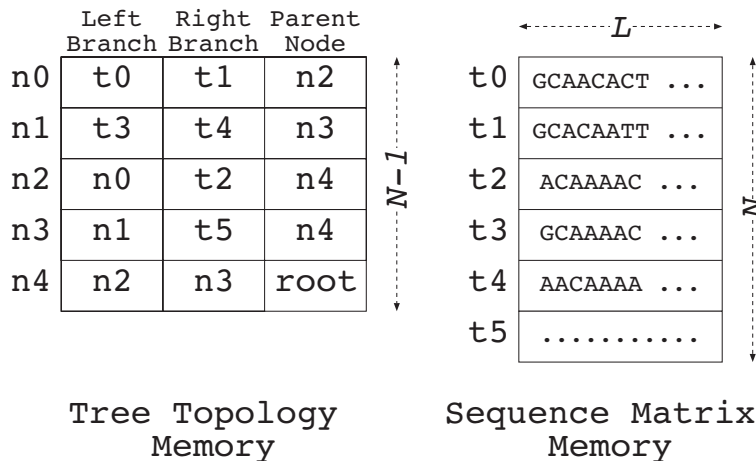 Left Right Parent
Branch Branch Node
n0 t0 t1 n2
n1 t3 t4 n3
n2 n0 t2 n4
n3 n1 t5 n4
n4 n2 n3 root
N-1
Tree Topology
Memory
L
t0 GCAACACT ...
t1 GCACAATT ...
t2 ACAAAAC ...
t3 GCAAAAC ...
t4 AACAAAA ...
t5 ...........
N
Sequence Matrix
Memory